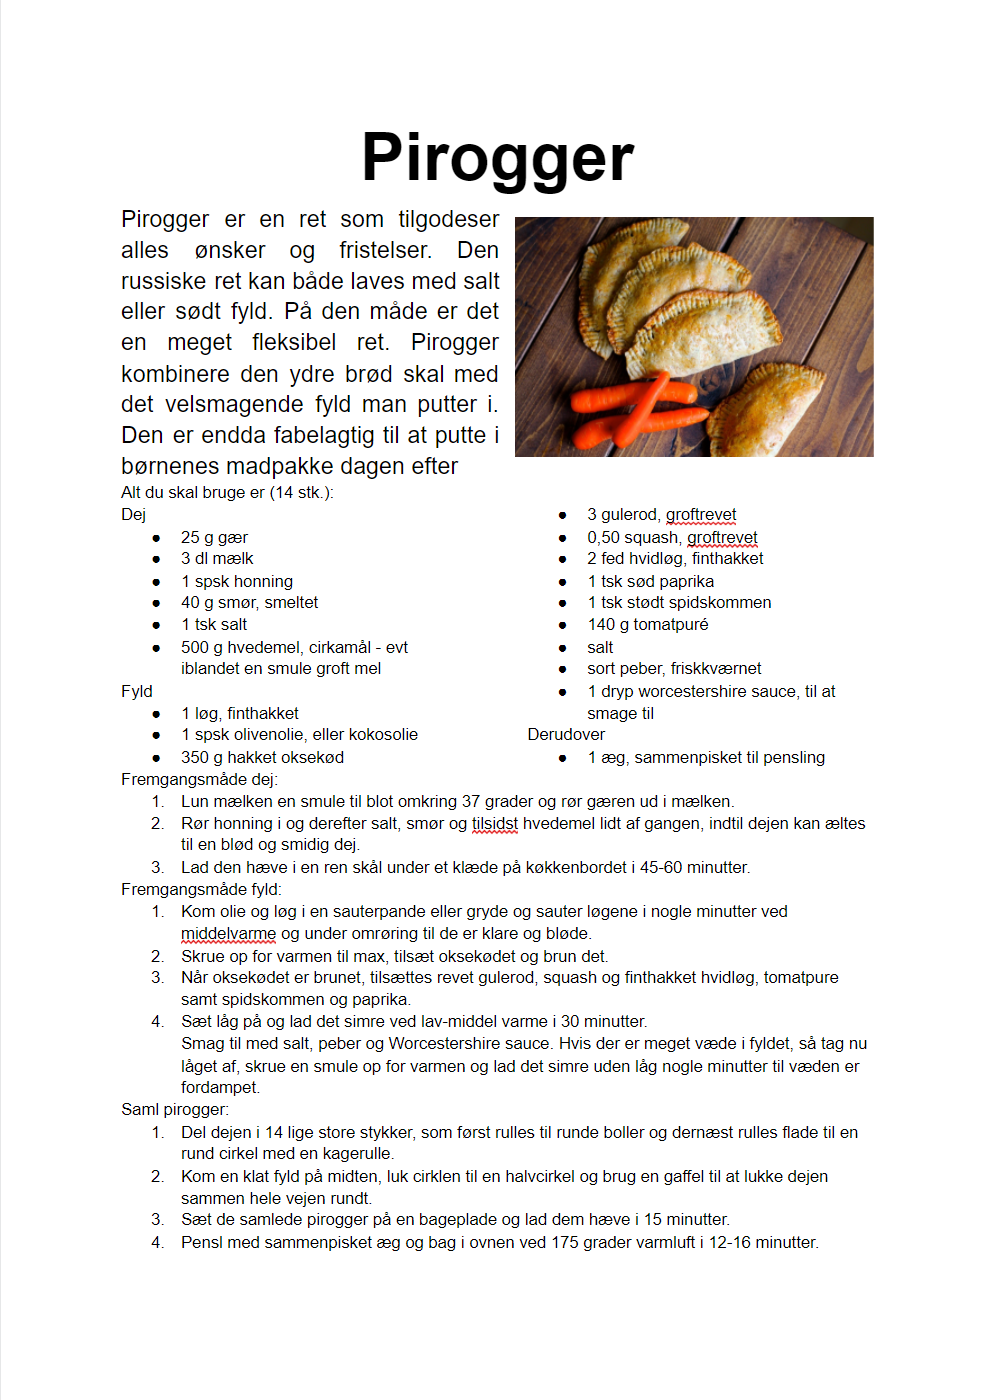 Pirogger
Pirogger er en ret som tilgodeser
alles ønsker og fristelser. Den
russiske ret kan både laves med salt
eller sødt fyld. På den måde er det
en meget fleksibel ret. Pirogger
kombinere den ydre brød skal med
det velsmagende fyld man putter i.
Den er endda fabelagtig til at putte i
børnenes madpakke dagen efter
Alt du skal bruge er (14 stk.):
Dej
● 25 g gær
● 3 dl mælk
● 1 spsk honning
● 40 g smør, smeltet
● 1 tsk salt
● 500 g hvedemel, cirkamål - evt
iblandet en smule groft mel
Fyld
● 1 løg, finthakket
● 1 spsk olivenolie, eller kokosolie
● 350 g hakket oksekød
● 3 gulerod, groftrevet
● 0,50 squash, groftrevet
● 2 fed hvidløg, finthakket
● 1 tsk sød paprika
● 1 tsk stødt spidskommen
● 140 g tomatpuré
● salt
● sort peber, friskkværnet
● 1 dryp worcestershire sauce, til at
smage til
Derudover
● 1 æg, sammenpisket til pensling
Fremgangsmåde dej:
1. Lun mælken en smule til blot omkring 37 grader og rør gæren ud i mælken.
2. Rør honning i og derefter salt, smør og tilsidst hvedemel lidt af gangen, indtil dejen kan æltes
til en blød og smidig dej.
3. Lad den hæve i en ren skål under et klæde på køkkenbordet i 45-60 minutter.
Fremgangsmåde fyld:
1. Kom olie og løg i en sauterpande eller gryde og sauter løgene i nogle minutter ved
middelvarme og under omrøring til de er klare og bløde.
2. Skrue op for varmen til max, tilsæt oksekødet og brun det.
3. Når oksekødet er brunet, tilsættes revet gulerod, squash og finthakket hvidløg, tomatpure
samt spidskommen og paprika.
4. Sæt låg på og lad det simre ved lav-middel varme i 30 minutter.
Smag til med salt, peber og Worcestershire sauce. Hvis der er meget væde i fyldet, så tag nu
låget af, skrue en smule op for varmen og lad det simre uden låg nogle minutter til væden er
fordampet.
Saml pirogger:
1. Del dejen i 14 lige store stykker, som først rulles til runde boller og dernæst rulles flade til en
rund cirkel med en kagerulle.
2. Kom en klat fyld på midten, luk cirklen til en halvcirkel og brug en gaffel til at lukke dejen
sammen hele vejen rundt.
3. Sæt de samlede pirogger på en bageplade og lad dem hæve i 15 minutter.
4. Pensl med sammenpisket æg og bag i ovnen ved 175 grader varmluft i 12-16 minutter.